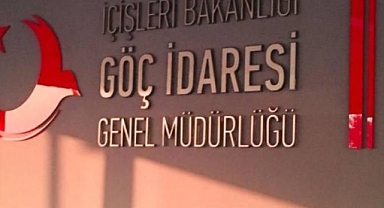 İÇİŞLERİ BAKANLIĞI
GÖÇ İDARESİ
GENEL MÜDÜRLÜĞÜ